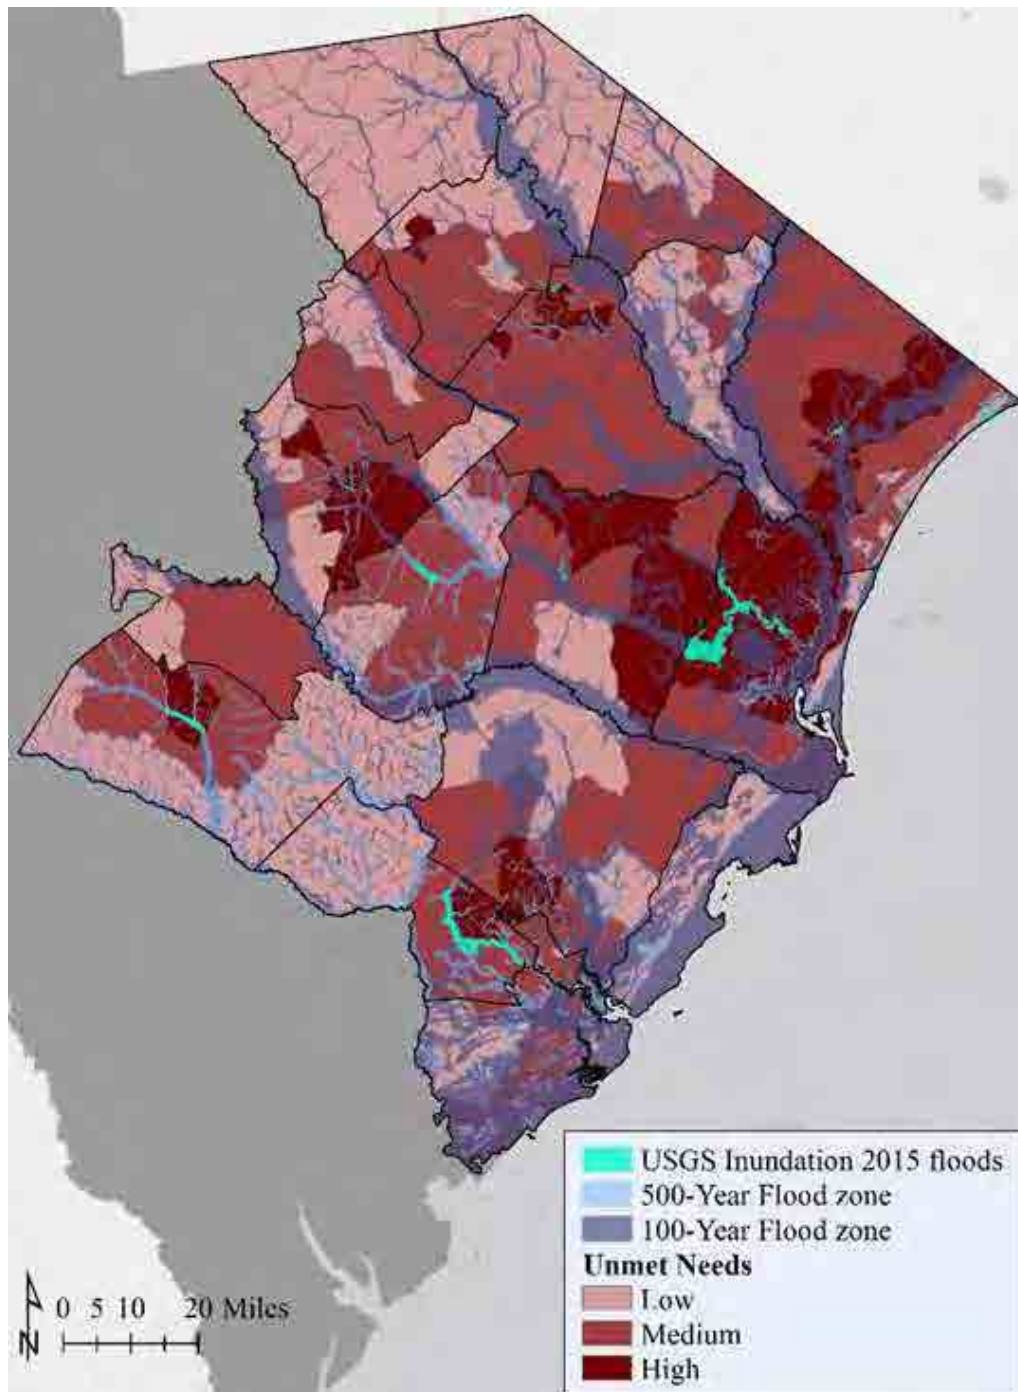 USGS Inundation 2015 floods
500-Year Flood zone
100-Year Flood zone
Unmet Needs
Low
Medium
High
N
0 5 10 20 Miles